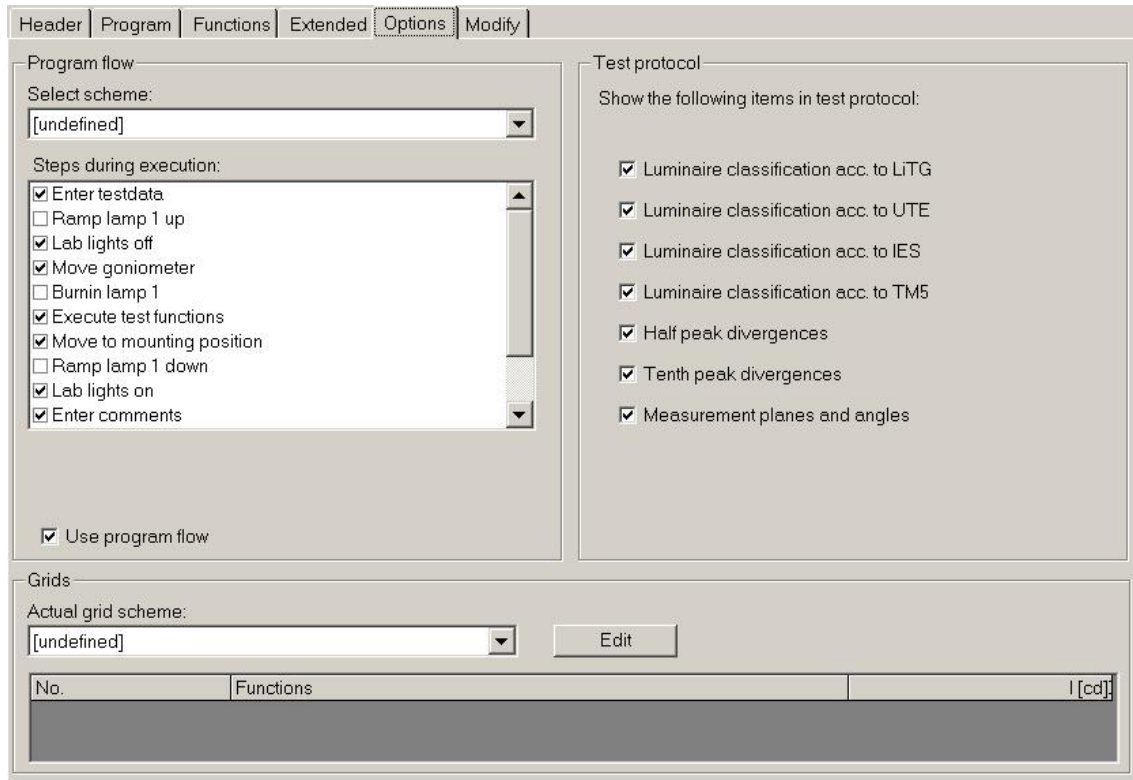 Header Program Functions Extended Options Modify
Program flow
Select scheme:
[undefined]
Steps during execution:
Enter testdata
Ramp lamp 1 up
Lab lights off
Move goniometer
Burnin lamp 1
Execute test functions
Move to mounting position
Ramp lamp 1 down
Lab lights on
Enter comments
Use program flow
Test protocol
Show the following items in test protocol:
Luminaire classification acc. to LiTG
Luminaire classification acc. to UTE
Luminaire classification acc. to IES
Luminaire classification acc. to TM5
Half peak divergences
Tenth peak divergences
Measurement planes and angles
Grids
Actual grid scheme:
[undefined]
Edit
No. Functions I [cd]